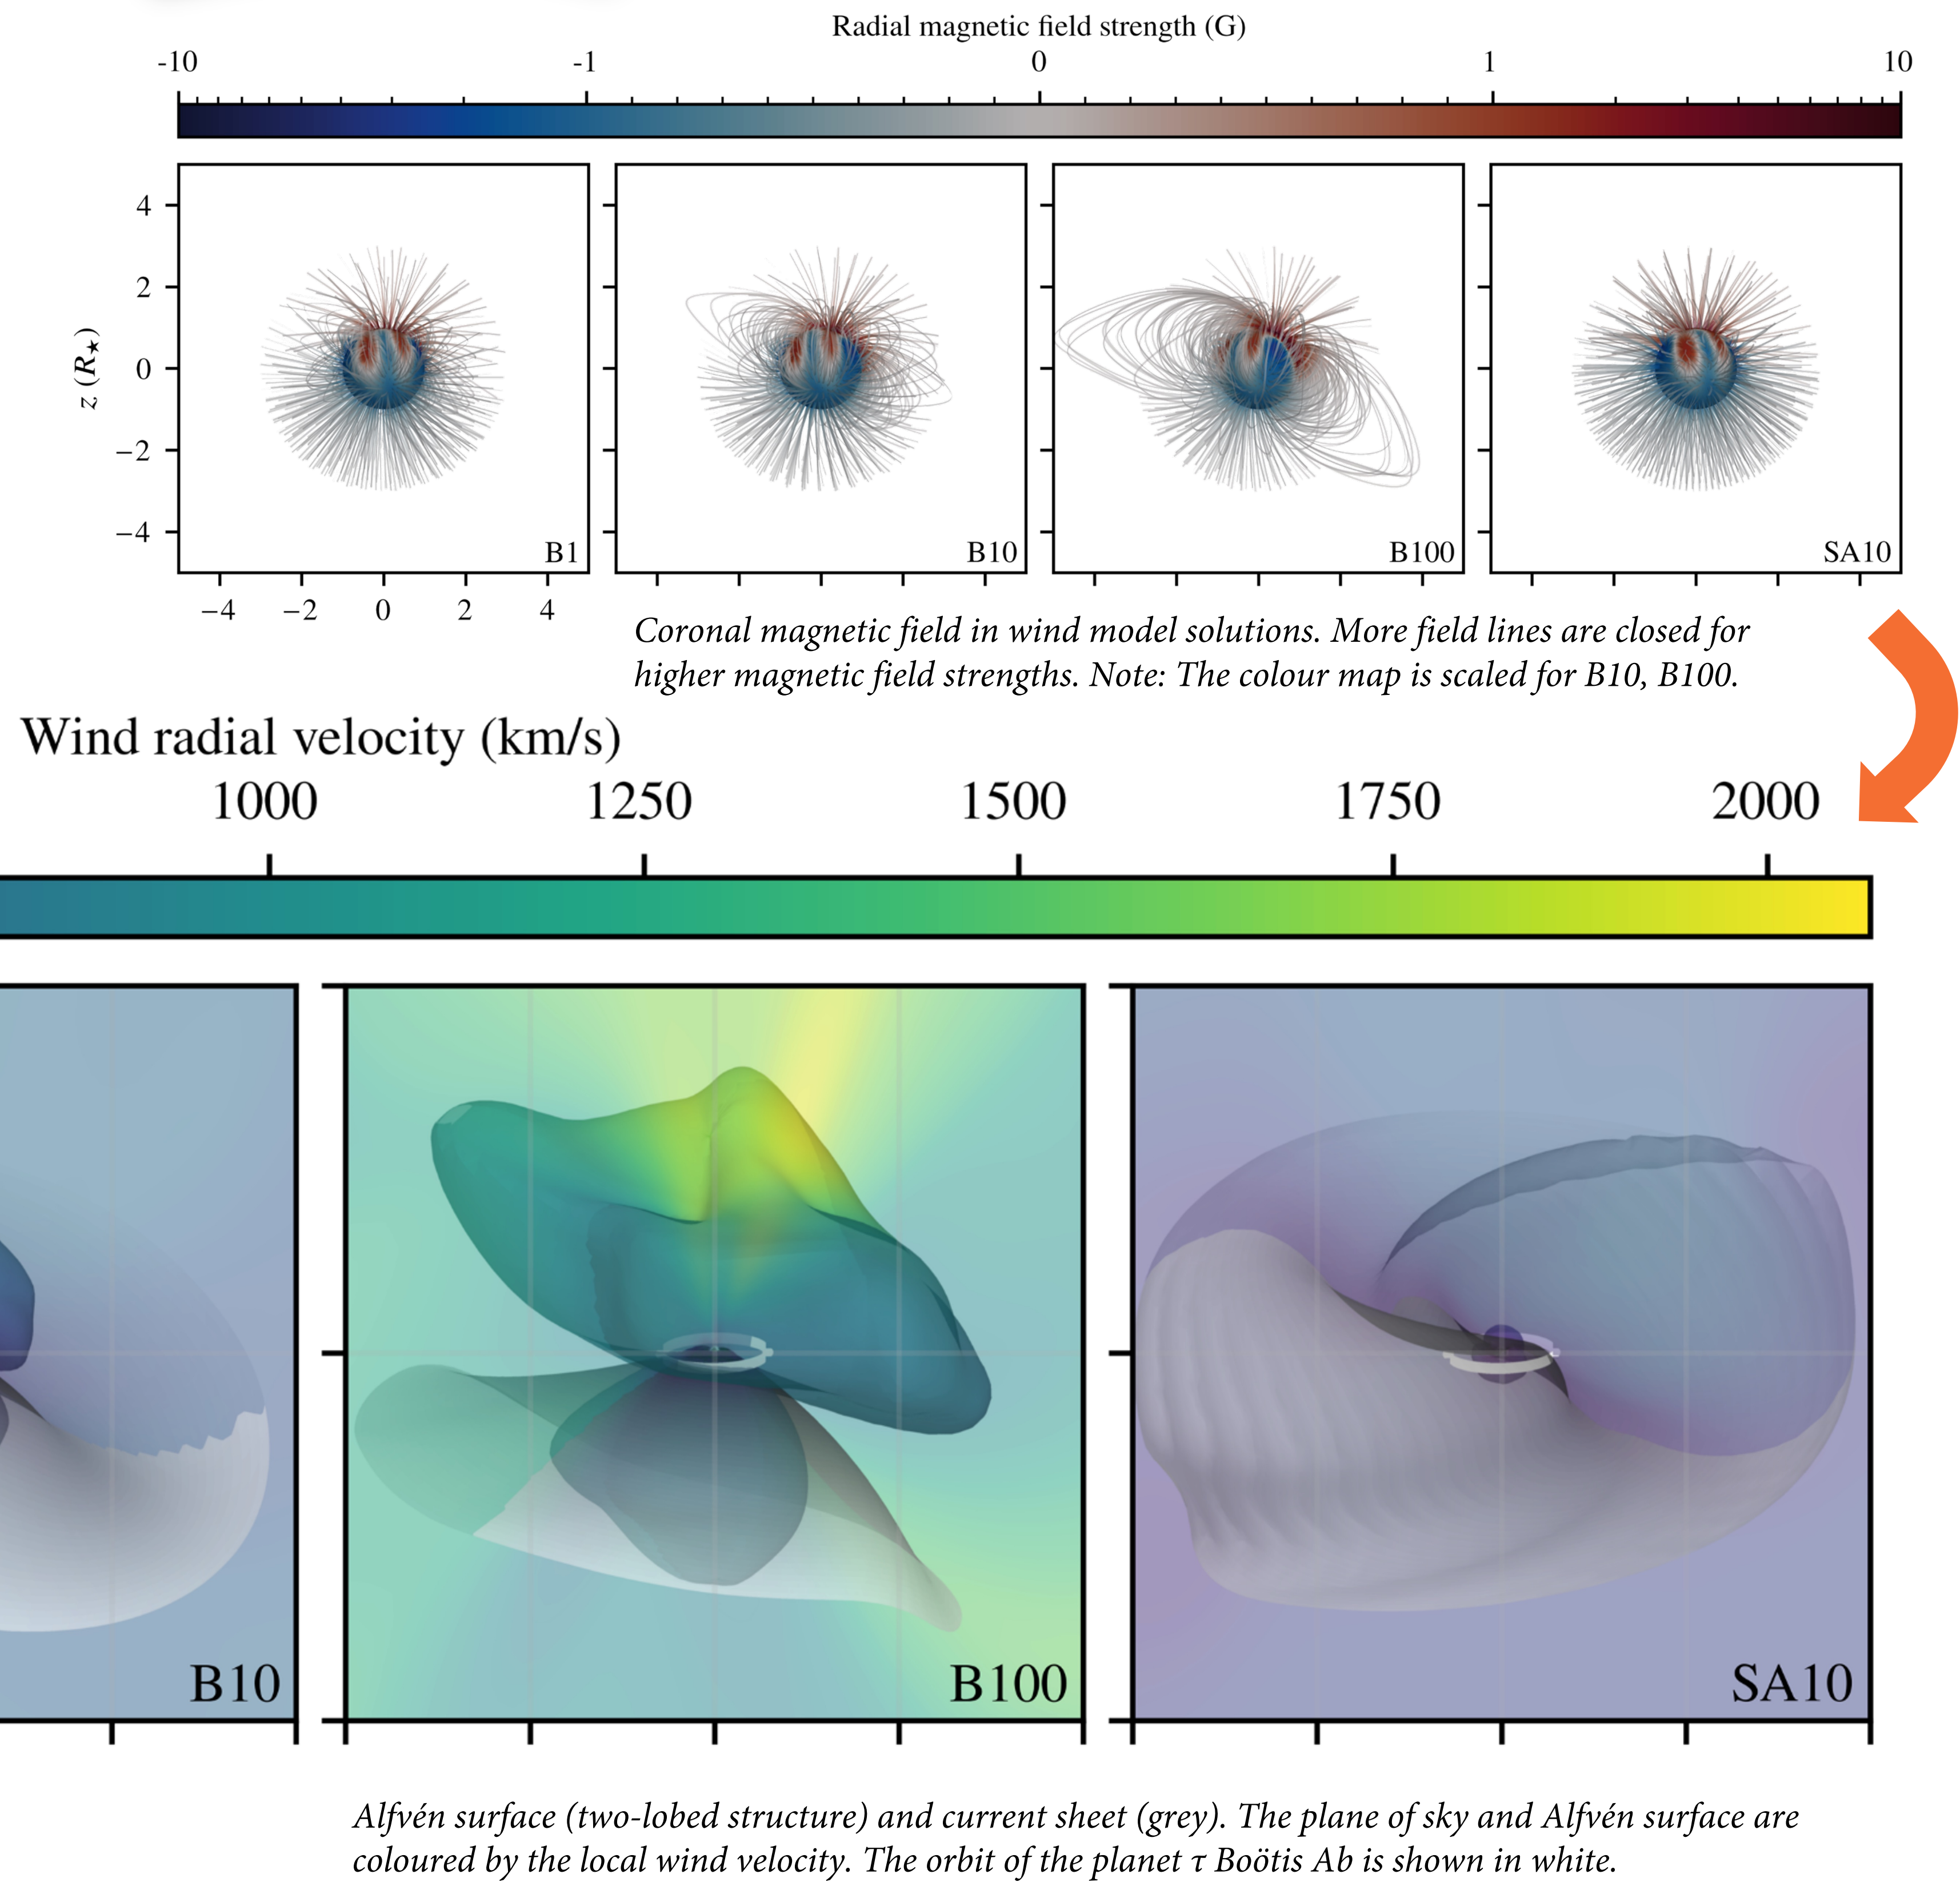 Radial magnetic field strength (G)
-10 -1 0 1 10
4
2
0
−2
−4
z (R★)
B1
B10
B100
SA10
−4 −2 0 2 4
Coronal magnetic field in wind model solutions. More field lines are closed for
higher magnetic field strengths. Note: The colour map is scaled for B10, B100.
Wind radial velocity (km/s)
1000 1250 1500 1750 2000
B10
B100
SA10
Alfvén surface (two-lobed structure) and current sheet (grey). The plane of sky and Alfvén surface are
coloured by the local wind velocity. The orbit of the planet τ Boötis Ab is shown in white.